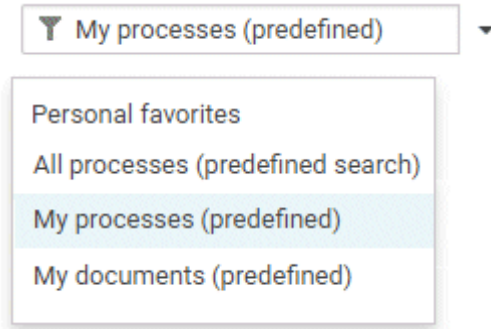 My processes (predefined)
Personal favorites
All processes (predefined search)
My processes (predefined)
My documents (predefined)